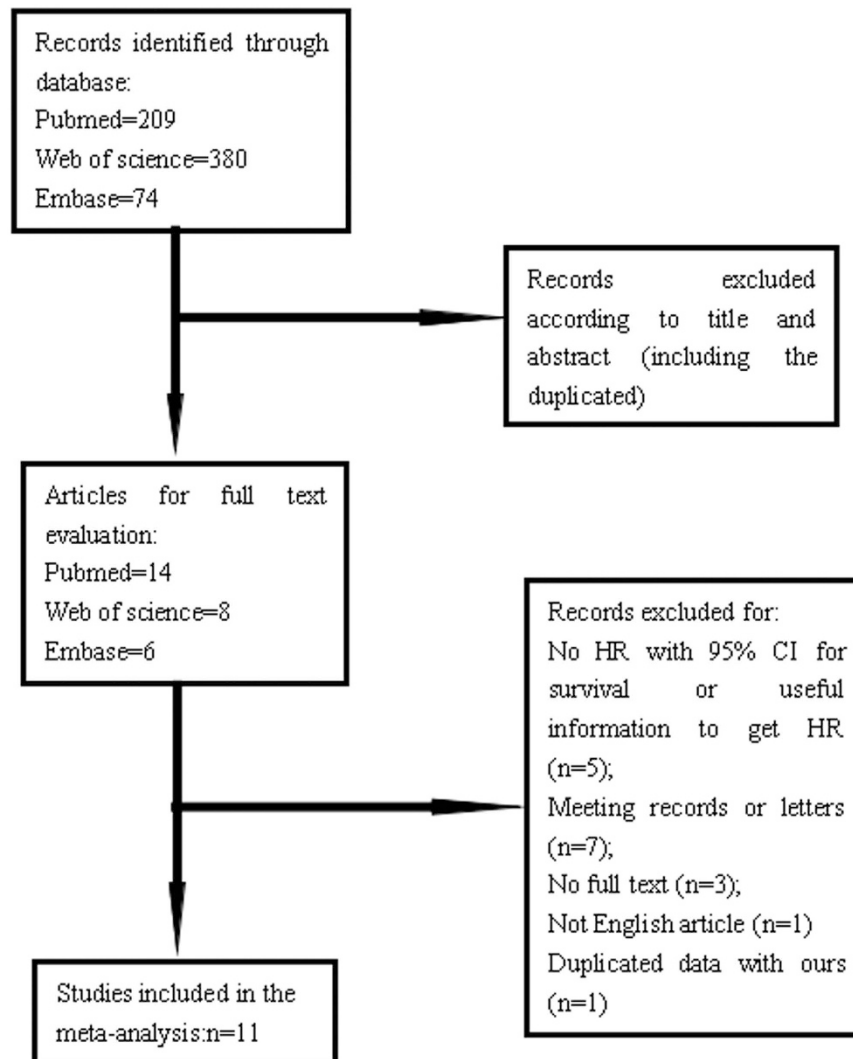 Records identified through
database:
Pubmed=209
Web of science=380
Embase=74
Records excluded
according to title and
abstract (including the
duplicated)
Articles for full text
evaluation:
Pubmed=14
Web of science=8
Embase=6
Records excluded for:
No HR with 95% CI for
survival or useful
information to get HR
(n=5);
Meeting records or letters
(n=7);
No full text (n=3);
Not English article (n=1)
Duplicated data with ours
(n=1)
Studies included in the
meta-analysis:n=11